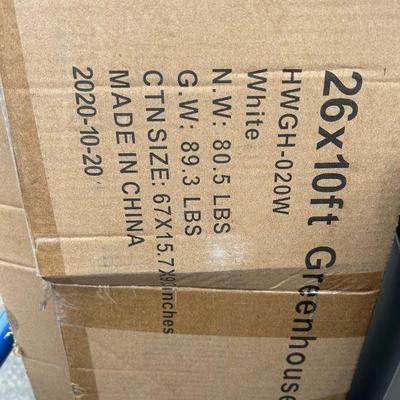 26x10ft Greenhouse
HWGH-020W
White
N.W: 80.5 LBS
G.W: 89.3 LBS
CTN SIZE: 67X15.7X9inches
MADE IN CHINA
2020-10-20